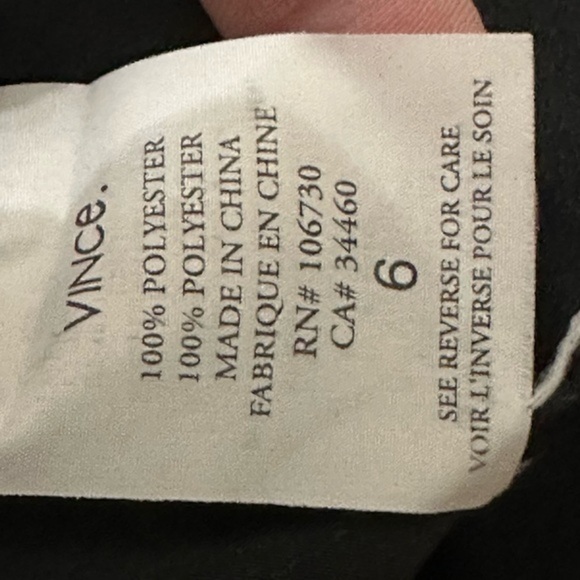 VINCE.
100% POLYESTER
100% POLYESTER
MADE IN CHINA
FABRIQUE EN CHINE
RN# 106730
CA# 34460
6
SEE REVERSE FOR CARE
VOIR L'INVERSE POUR LE SOIN